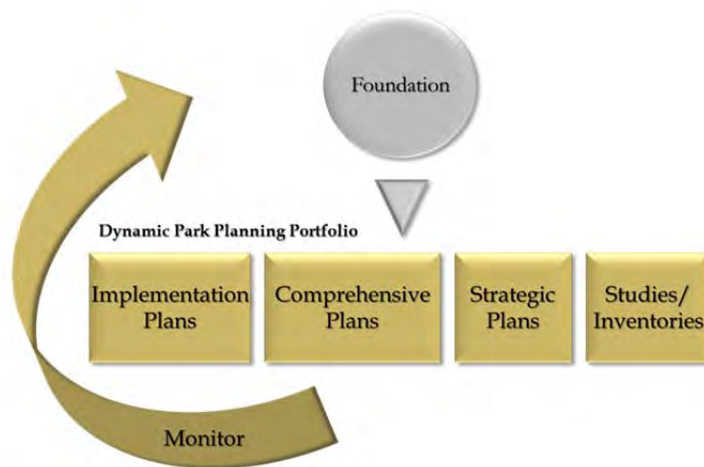 Foundation
Dynamic Park Planning Portfolio
Implementation
Plans
Comprehensive
Plans
Strategic
Plans
Studies/
Inventories
Monitor